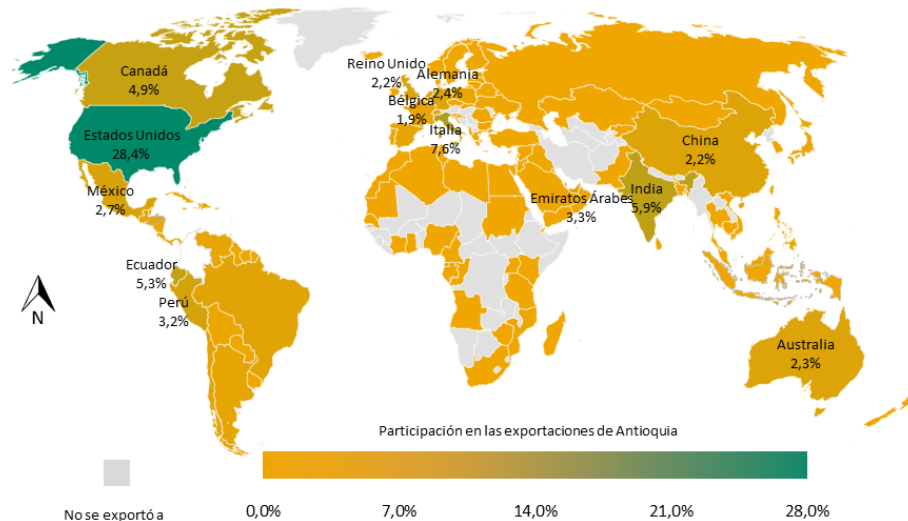 Canadá
4,9%
Estados Unidos
28,4%
México
2,7%
Ecuador
5,3%
Perú
3,2%
Reino Unido
2,2%
Alemania
2,4%
Bélgica
1,9%
Italia
7,6%
Emiratos Árabes
3,3%
India
5,9%
China
2,2%
Australia
2,3%
N
Participación en las exportaciones de Antioquia
No se exportó a
0,0%
7,0%
14,0%
21,0%
28,0%